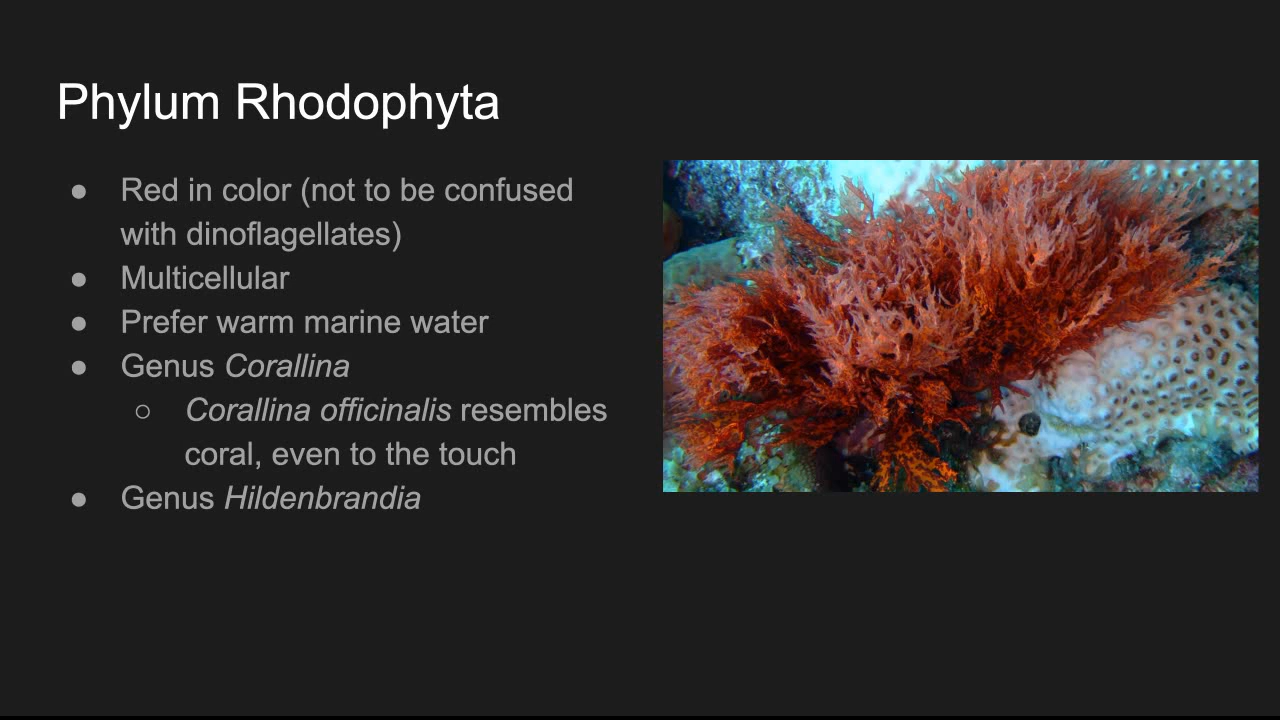 Phylum Rhodophyta
● Red in color (not to be confused
with dinoflagellates)
● Multicellular
● Prefer warm marine water
● Genus Corallina
○ Corallina officinalis resembles
coral, even to the touch
● Genus Hildenbrandia